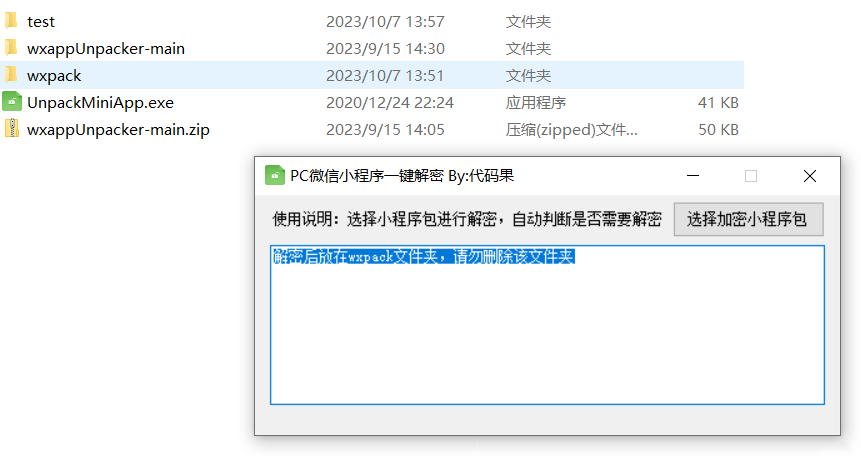 test 2023/10/7 13:57 文件夹
wxappUnpacker-main 2023/9/15 14:30 文件夹
wxpack 2023/10/7 13:51 文件夹
UnpackMiniApp.exe 2020/12/24 22:24 应用程序 41 KB
wxappUnpacker-main.zip 2023/9/15 14:05 压缩(zipped)文件... 50 KB
PC微信小程序一键解密 By:代码果
使用说明：选择小程序包进行解密，自动判断是否需要解密 选择加密小程序包
解密后放在wxpack文件夹，请勿删除该文件夹